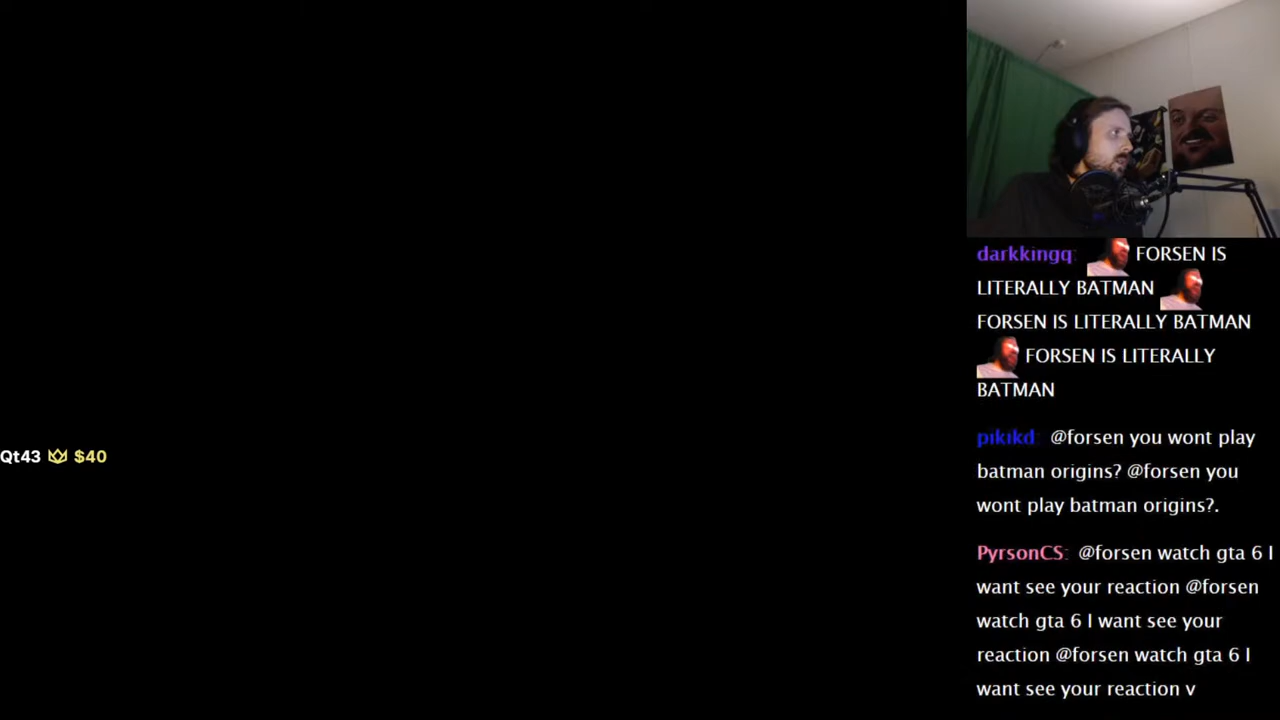 darkkingq: FORSEN IS
LITERALLY BATMAN
FORSEN IS LITERALLY BATMAN
FORSEN IS LITERALLY
BATMAN
pikikd: @forsen you wont play
batman origins? @forsen you
wont play batman origins?.
Qt43 $40
PyrsonCS: @forsen watch gta 6 I
want see your reaction @forsen
watch gta 6 I want see your
reaction @forsen watch gta 6 I
want see your reaction v